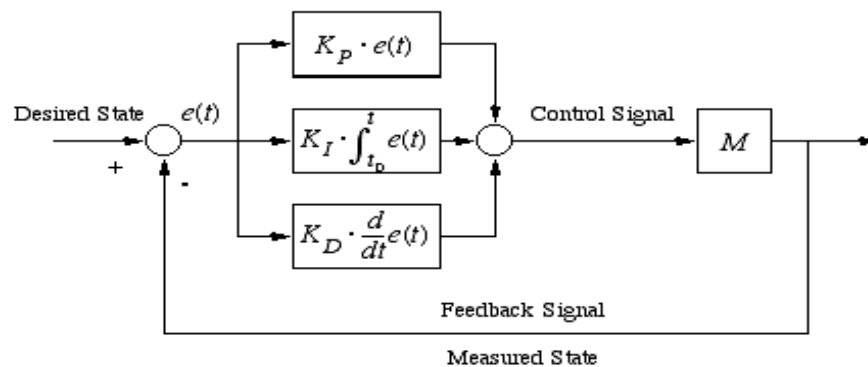 K_P · e(t)
Desired State
e(t)
+
-
K_I · ∫_{t_0}^{t} e(t)
Control Signal
M
K_D · d/dt e(t)
Feedback Signal
Measured State